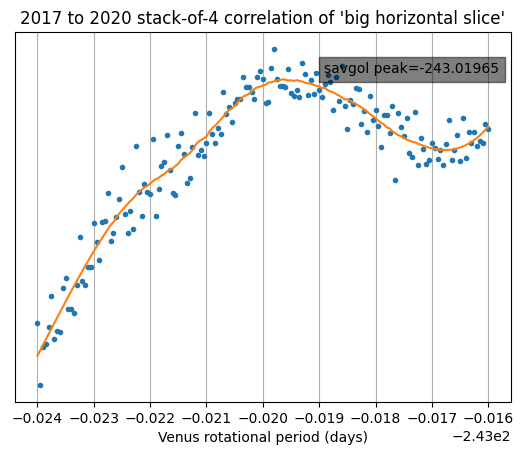 2017 to 2020 stack-of-4 correlation of 'big horizontal slice'
savgol peak=-243.01965
−0.024 −0.023 −0.022 −0.021 −0.020 −0.019 −0.018 −0.017 −0.016
Venus rotational period (days)
−2.43e2